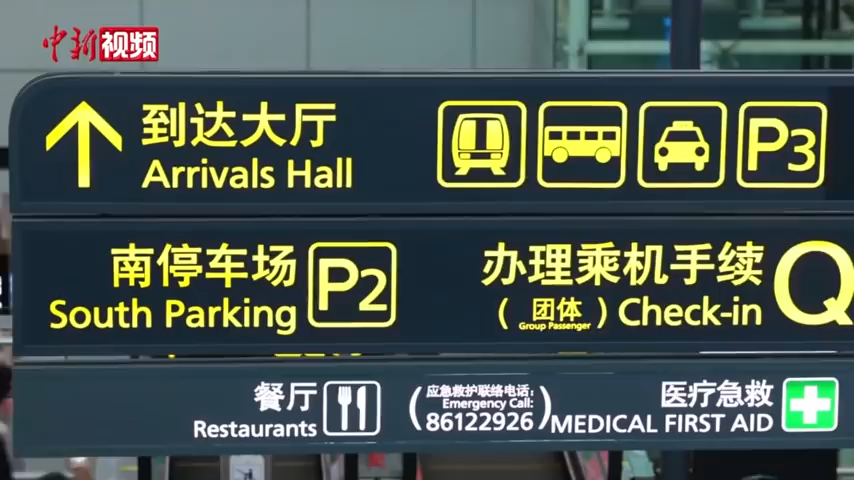 中新视频
到达大厅
Arrivals Hall
P3
南停车场
South Parking
P2
办理乘机手续
(团体) Check-in
Group Passenger
Q
餐厅
Restaurants
(应急救护联络电话:
Emergency Call:
86122926)
医疗急救
MEDICAL FIRST AID